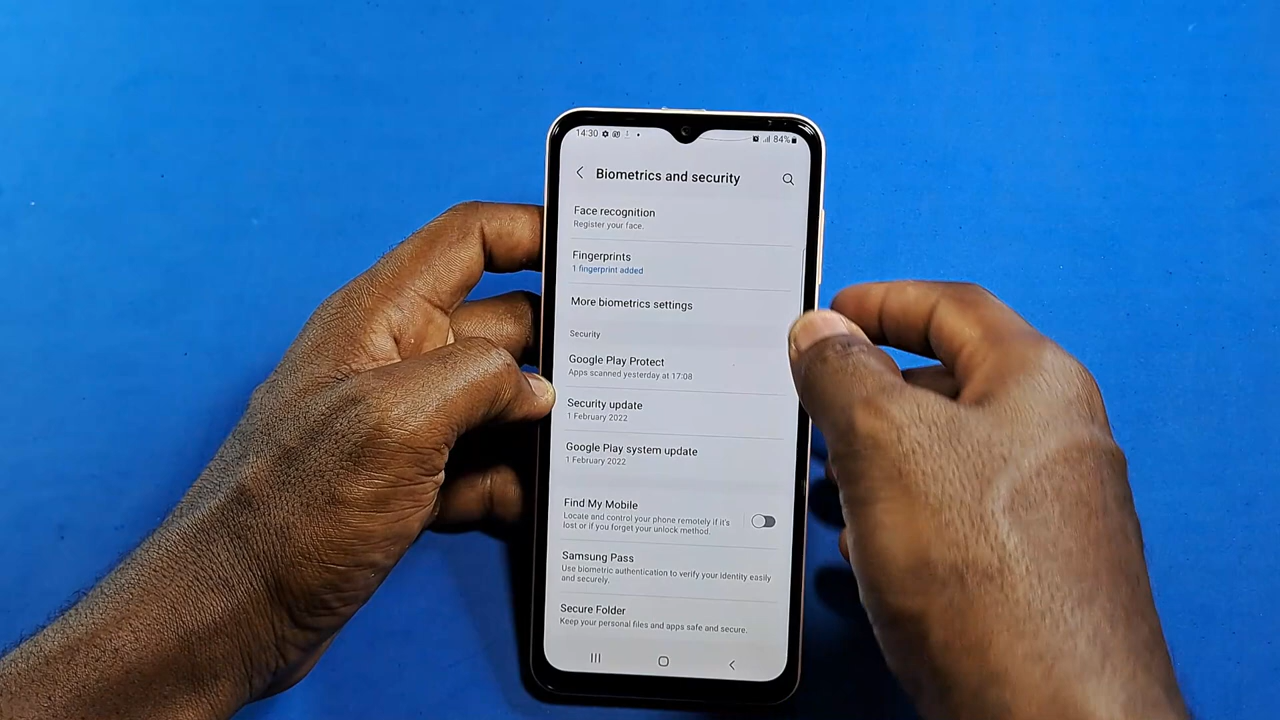 14:30 84%
Biometrics and security
Face recognition
Register your face.
Fingerprints
1 fingerprint added
More biometrics settings
Security
Google Play Protect
Apps scanned yesterday at 17:08
Security update
1 February 2022
Google Play system update
1 February 2022
Find My Mobile
Locate and control your phone remotely if it's
lost or if you forget your unlock method.
Samsung Pass
Use biometric authentication to verify your identity easily
and securely.
Secure Folder
Keep your personal files and apps safe and secure.